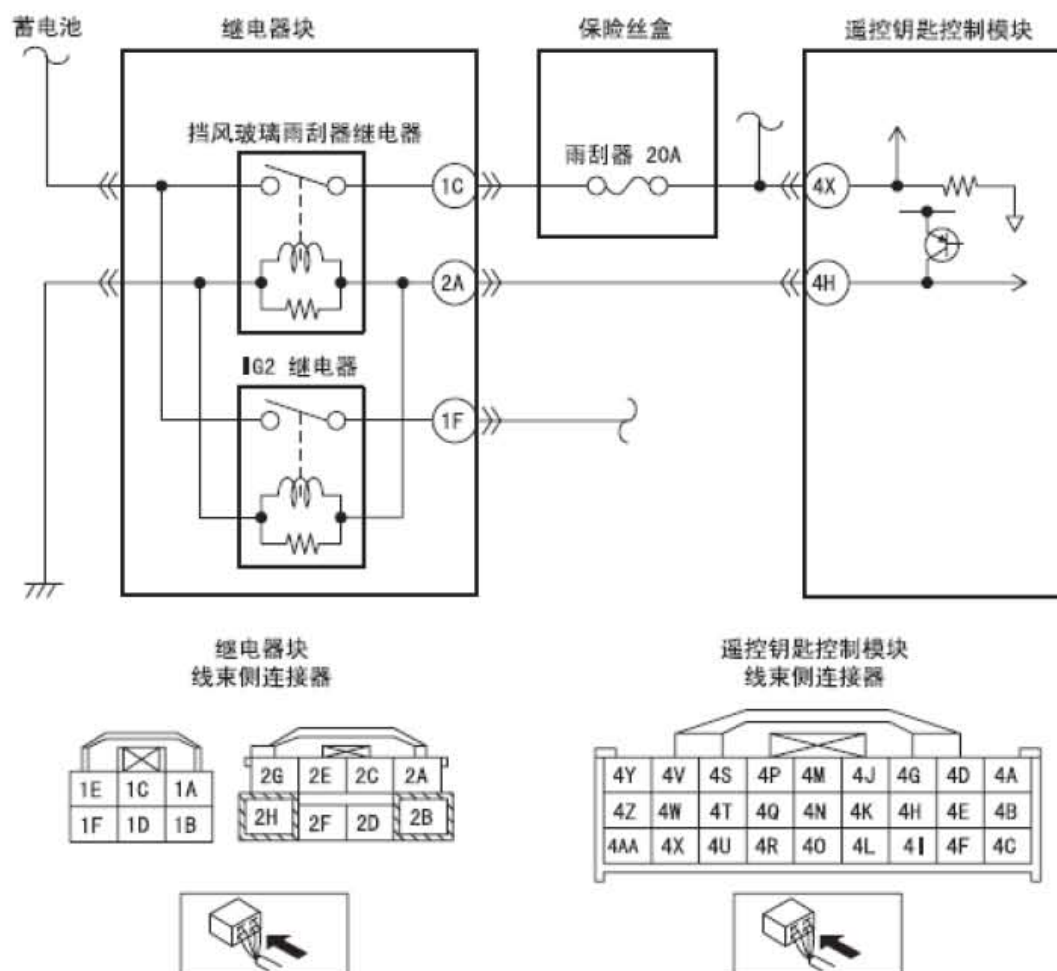 蓄电池
继电器块
保险丝盒
遥控钥匙控制模块
挡风玻璃雨刮器继电器
雨刮器 20A
1C
4X
2A
4H
IG2 继电器
1F
继电器块
线束侧连接器
遥控钥匙控制模块
线束侧连接器
1E 1C 1A
1F 1D 1B
2G 2E 2C 2A
2H 2F 2D 2B
4Y 4V 4S 4P 4M 4J 4G 4D 4A
4Z 4W 4T 4Q 4N 4K 4H 4E 4B
4AA 4X 4U 4R 4O 4L 4I 4F 4C